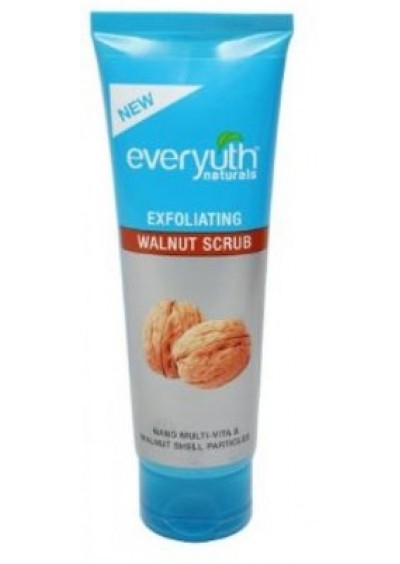 NEW
everyuth
naturals
EXFOLIATING
WALNUT SCRUB
NANO MULTI-VITA &
WALNUT SHELL PARTICLES